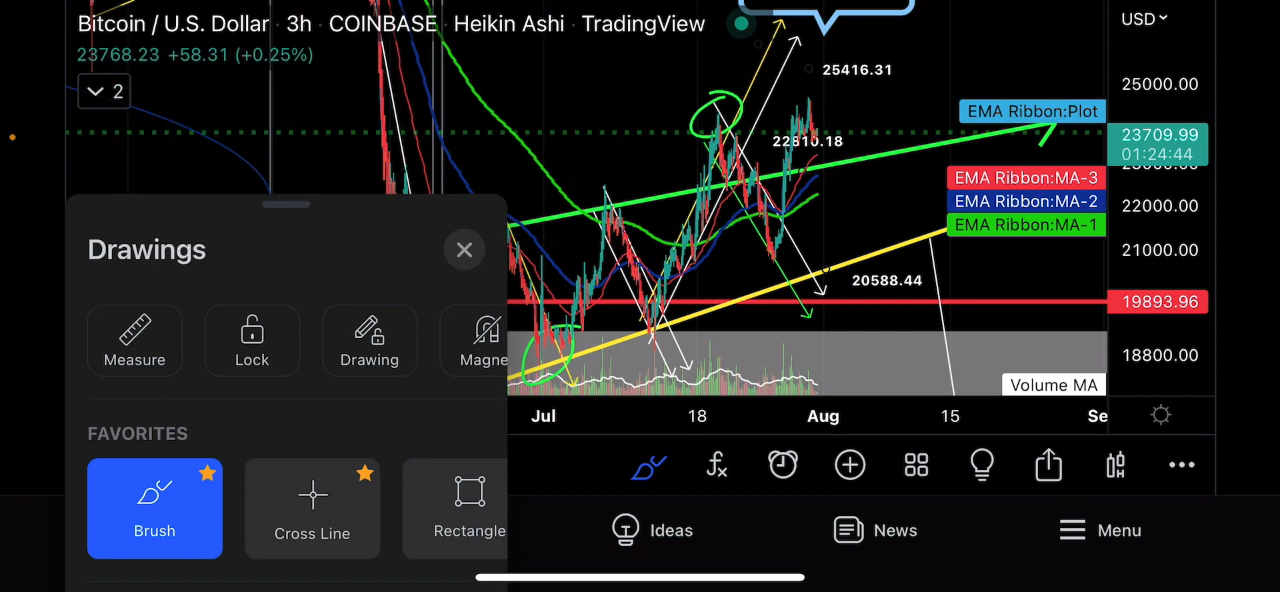 Bitcoin / U.S. Dollar · 3h · COINBASE · Heikin Ashi · TradingView
USD
23768.23 +58.31 (+0.25%)
2
25416.31
25000.00
EMA Ribbon:Plot
23709.99
01:24:44
22810.18
EMA Ribbon:MA-3
EMA Ribbon:MA-2
22000.00
EMA Ribbon:MA-1
21000.00
20588.44
19893.96
18800.00
Volume MA
Jul
18
Aug
15
Se
Drawings
Measure
Lock
Drawing
Magne
FAVORITES
Brush
Cross Line
Rectangle
Ideas
News
Menu